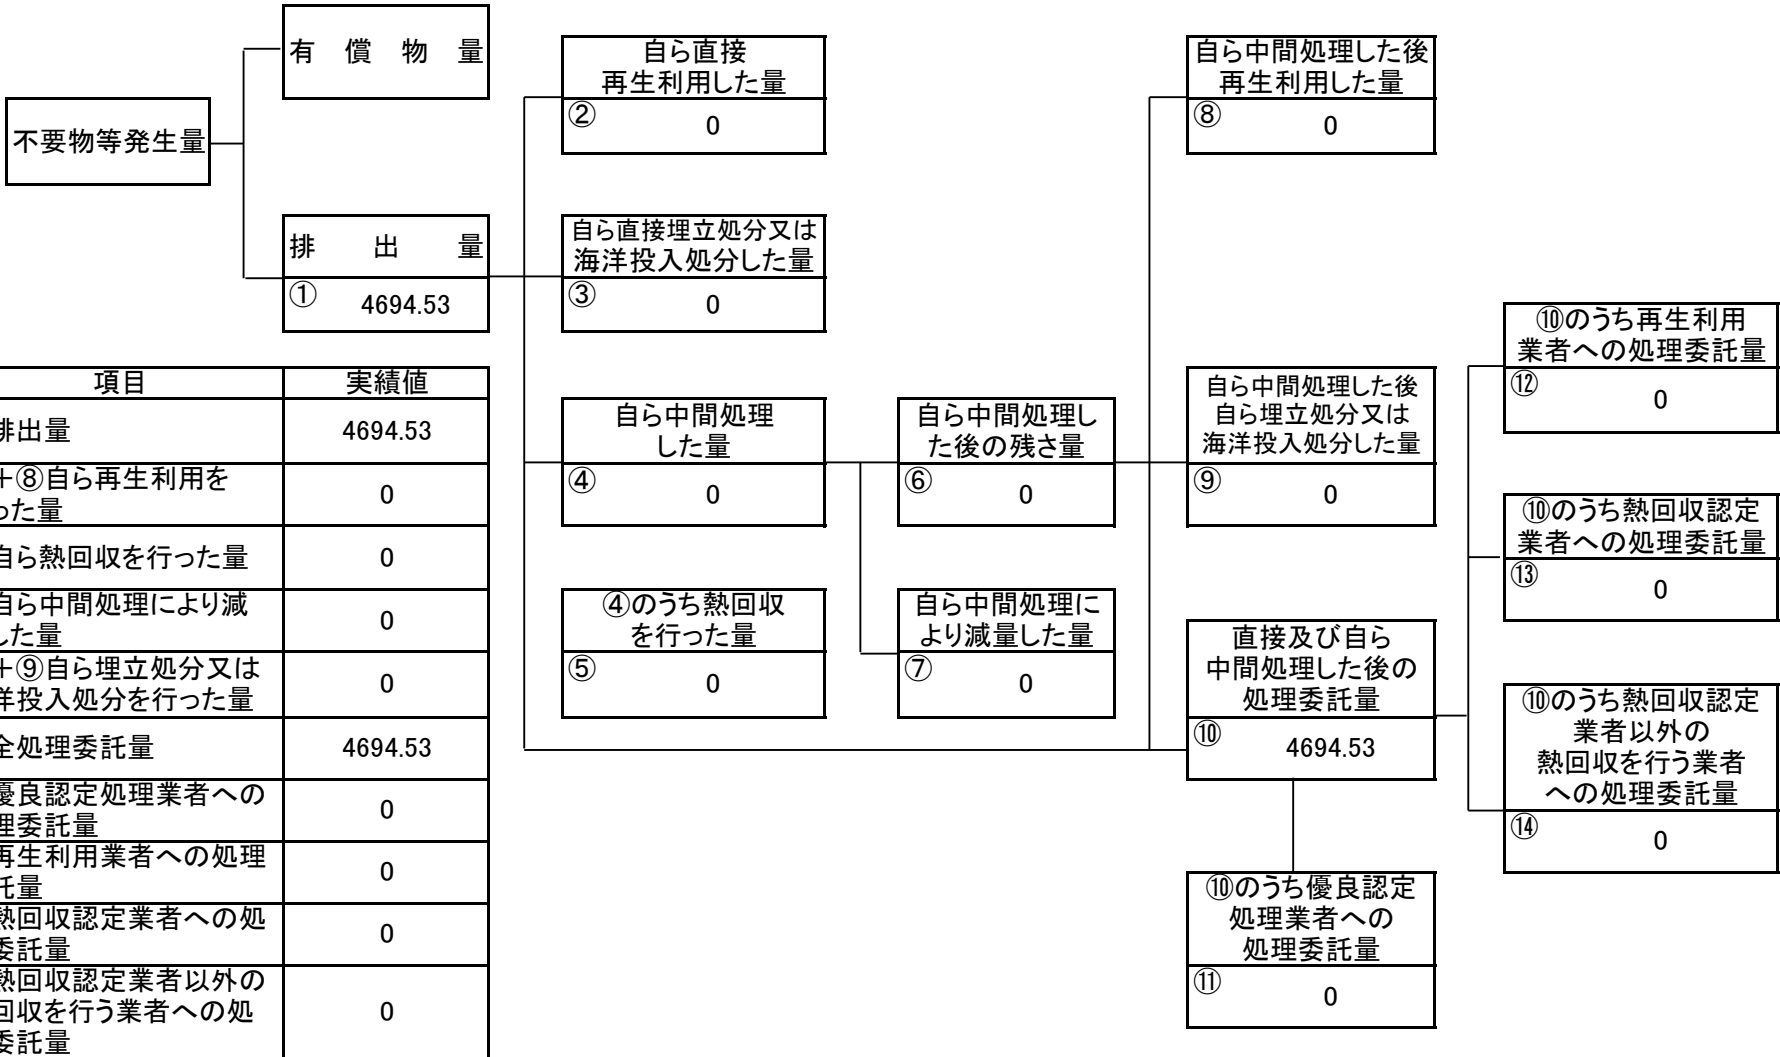 有償物量
不要物等発生量
排出量
①
4694.53
自ら直接
再生利用した量
②
0
自ら直接埋立処分又は
海洋投入処分した量
③
0
自ら中間処理
した量
④
0
④のうち熱回収
を行った量
⑤
0
自ら中間処理し
た後の残さ量
⑥
0
自ら中間処理に
より減量した量
⑦
0
自ら中間処理した後
再生利用した量
⑧
0
自ら中間処理した後
自ら埋立処分又は
海洋投入処分した量
⑨
0
直接及び自ら
中間処理した後の
処理委託量
⑩
4694.53
⑩のうち優良認定
処理業者への
処理委託量
⑪
0
⑩のうち再生利用
業者への処理委託量
⑫
0
⑩のうち熱回収認定
業者への処理委託量
⑬
0
⑩のうち熱回収認定
業者以外の
熱回収を行う業者
への処理委託量
⑭
0
項目 実績値
排出量 4694.53
+⑧自ら再生利用を
った量
0
自ら熱回収を行った量 0
自ら中間処理により減
した量
0
+⑨自ら埋立処分又は
洋投入処分を行った量
0
全処理委託量 4694.53
優良認定処理業者への
理委託量
0
再生利用業者への処理
託量
0
熱回収認定業者への処
委託量
0
熱回収認定業者以外の
回収を行う業者への処
委託量
0